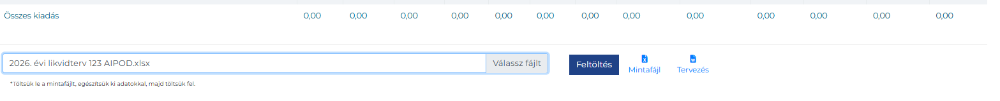 Összes kiadás 0,00 0,00 0,00 0,00 0,00 0,00 0,00 0,00 0,00 0,00 0,00 0,00 0,00
2026. évi likvidterv 123 AIPOD.xlsx Válassz fájlt Feltöltés Mintafájl Tervezés
*Töltsük le a mintafájlt, egészítsük ki adatokkal, majd töltsük fel.